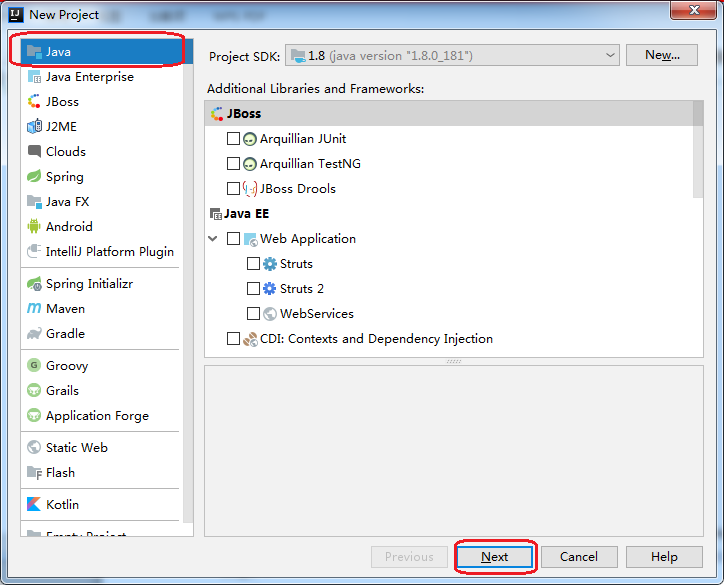 New Project
Java
Java Enterprise
JBoss
J2ME
Clouds
Spring
Java FX
Android
IntelliJ Platform Plugin
Spring Initializr
Maven
Gradle
Groovy
Grails
Application Forge
Static Web
Flash
Kotlin
Empty Project
Project SDK: 1.8 (java version "1.8.0_181") New...
Additional Libraries and Frameworks:
JBoss
Arquillian JUnit
Arquillian TestNG
JBoss Drools
Java EE
Web Application
Struts
Struts 2
WebServices
CDI: Contexts and Dependency Injection
Previous Next Cancel Help